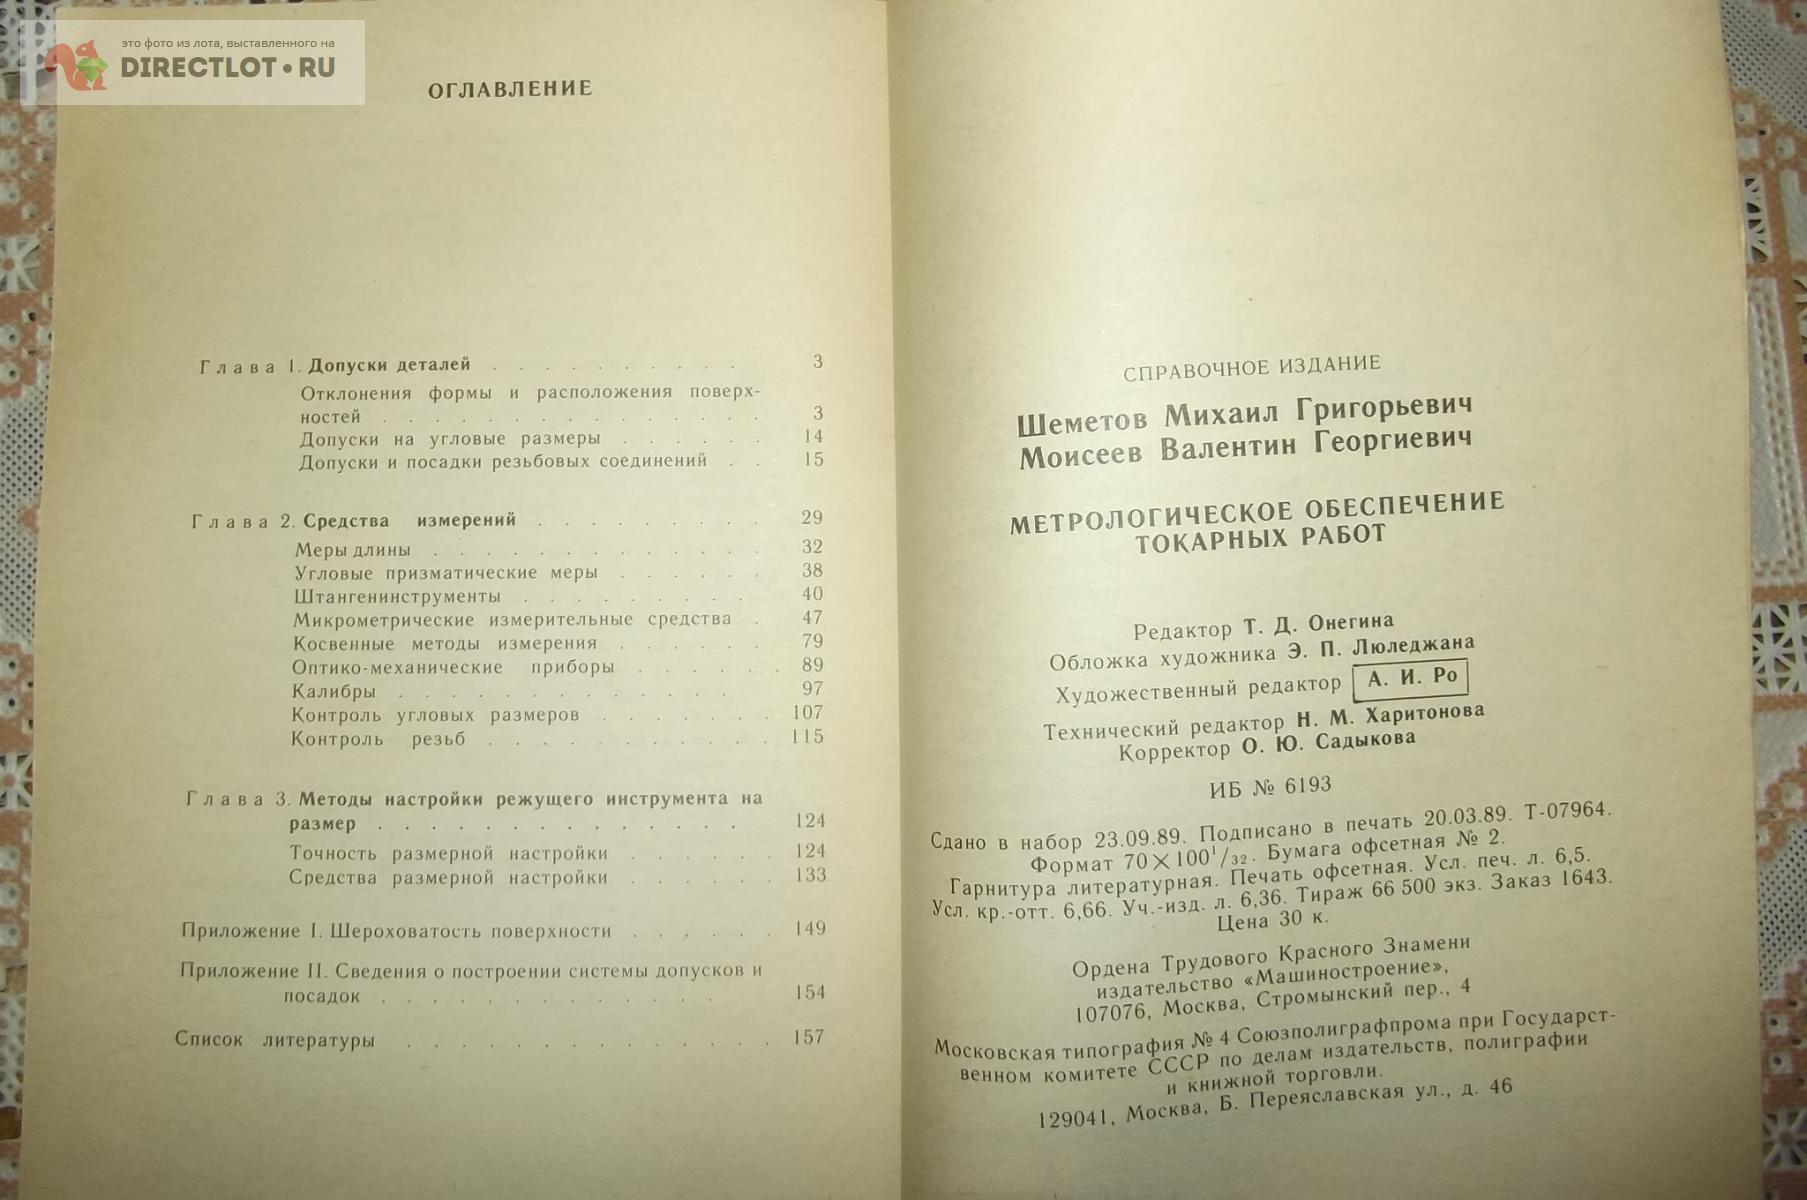 это фото из лота, выставленного на
DIRECTLOT•RU
ОГЛАВЛЕНИЕ
Глава 1. Допуски деталей . . . . . . . . . . 3
Отклонения формы и расположения поверх-
ностей . . . . . . . . . . . . . . . 3
Допуски на угловые размеры . . . . . . 14
Допуски и посадки резьбовых соединений . . 15
Глава 2. Средства измерений . . . . . . . . . 29
Меры длины . . . . . . . . . . . . . 32
Угловые призматические меры . . . . . . 38
Штангенинструменты . . . . . . . . . 40
Микрометрические измерительные средства . 47
Косвенные методы измерения . . . . . . 79
Оптико-механические приборы . . . . . . 89
Калибры . . . . . . . . . . . . . 97
Контроль угловых размеров . . . . . . . 107
Контроль резьб . . . . . . . . . . . 115
Глава 3. Методы настройки режущего инструмента на
размер . . . . . . . . . . . . . . 124
Точность размерной настройки . . . . . . 124
Средства размерной настройки . . . . . . 133
Приложение I. Шероховатость поверхности . . . . . . 149
Приложение II. Сведения о построении системы допусков и
посадок . . . . . . . . . . . . . 154
Список литературы . . . . . . . . . . . . . . 157
СПРАВОЧНОЕ ИЗДАНИЕ
Шеметов Михаил Григорьевич
Моисеев Валентин Георгиевич
МЕТРОЛОГИЧЕСКОЕ ОБЕСПЕЧЕНИЕ
ТОКАРНЫХ РАБОТ
Редактор Т. Д. Онегина
Обложка художника Э. П. Люледжана
Художественный редактор А. И. Ро
Технический редактор Н. М. Харитонова
Корректор О. Ю. Садыкова
ИБ № 6193
Сдано в набор 23.09.89. Подписано в печать 20.03.89. Т-07964.
Формат 70×100¹/₃₂. Бумага офсетная № 2.
Гарнитура литературная. Печать офсетная. Усл. печ. л. 6,5.
Усл. кр.-отт. 6,66. Уч.-изд. л. 6,36. Тираж 66 500 экз. Заказ 1643.
Цена 30 к.
Ордена Трудового Красного Знамени
издательство «Машиностроение»,
107076, Москва, Стромынский пер., 4
Московская типография № 4 Союзполиграфпрома при Государст-
венном комитете СССР по делам издательств, полиграфии
и книжной торговли.
129041, Москва, Б. Переяславская ул., д. 46